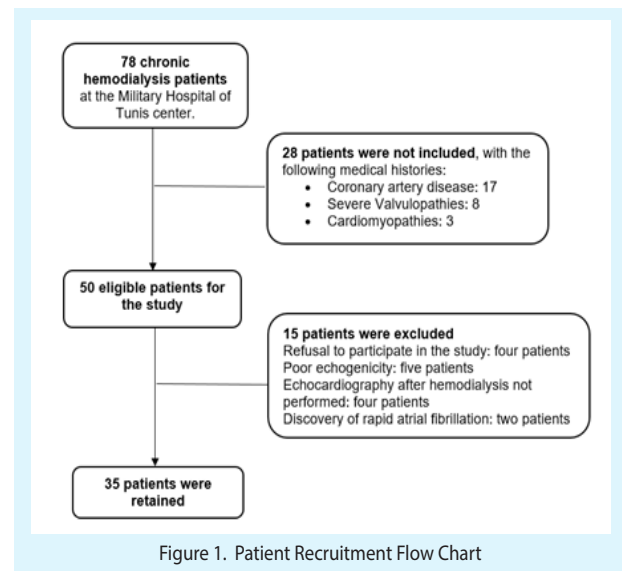 78 chronic
hemodialysis patients
at the Military Hospital of
Tunis center.
28 patients were not included, with the
following medical histories:
• Coronary artery disease: 17
• Severe Valvulopathies: 8
• Cardiomyopathies: 3
50 eligible patients for
the study
15 patients were excluded
Refusal to participate in the study: four patients
Poor echogenicity: five patients
Echocardiography after hemodialysis not
performed: four patients
Discovery of rapid atrial fibrillation: two patients
35 patients were
retained
Figure 1. Patient Recruitment Flow Chart